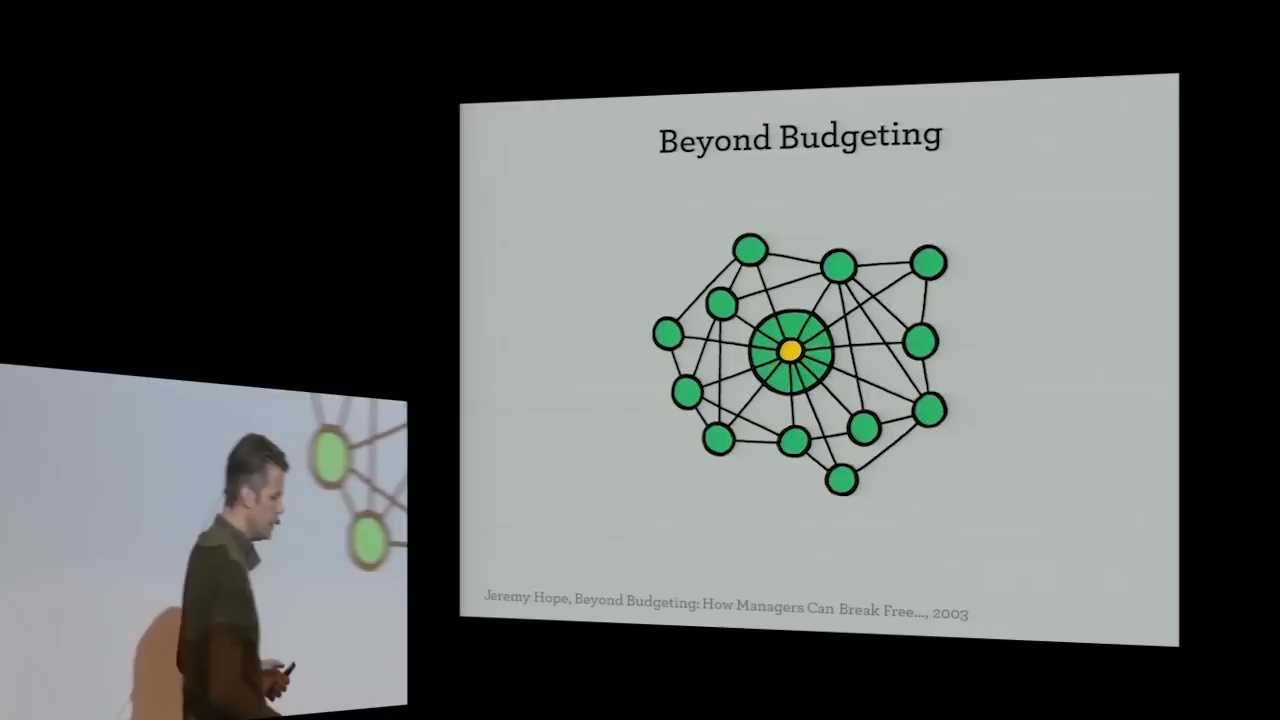 Beyond Budgeting
Jeremy Hope, Beyond Budgeting: How Managers Can Break Free..., 2003